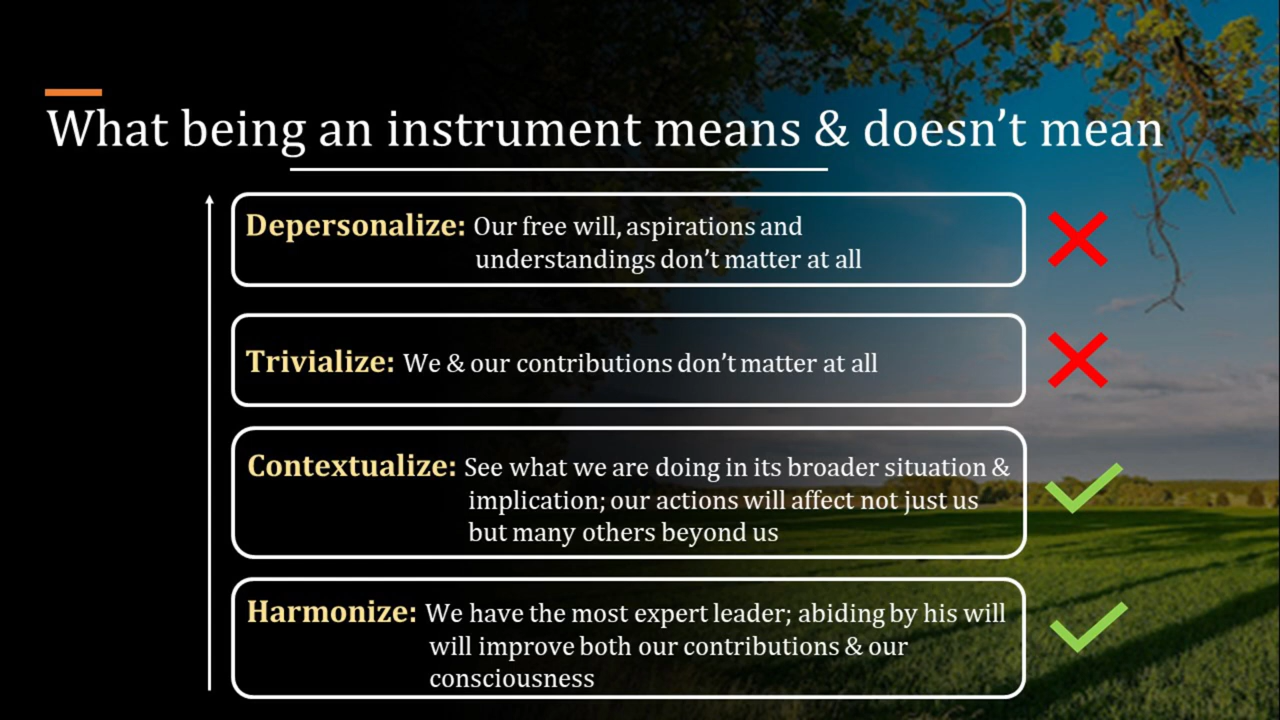 What being an instrument means & doesn’t mean
Depersonalize: Our free will, aspirations and
understandings don’t matter at all
Trivialize: We & our contributions don’t matter at all
Contextualize: See what we are doing in its broader situation &
implication; our actions will affect not just us
but many others beyond us
Harmonize: We have the most expert leader; abiding by his will
will improve both our contributions & our
consciousness